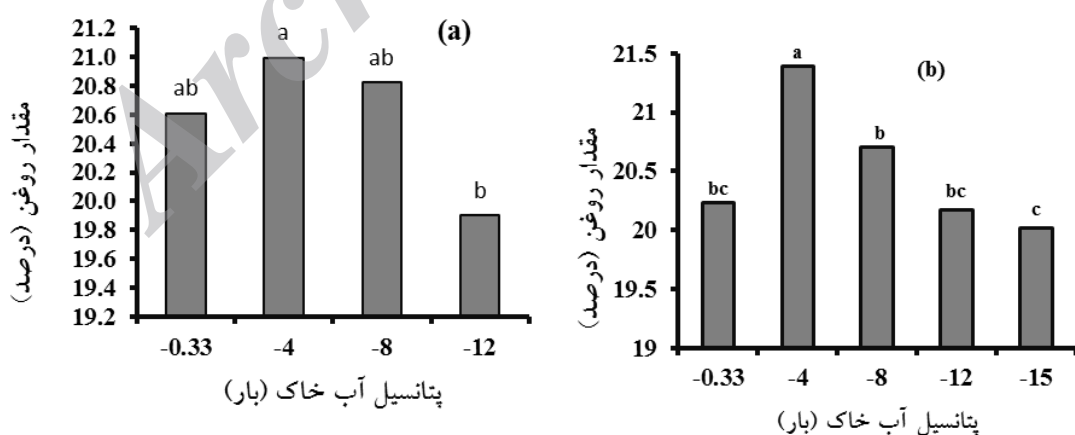 (a)
21.2
21.0
20.8
20.6
20.4
20.2
20.0
19.8
19.6
19.4
19.2
مقدار روغن (درصد)
ab
a
ab
b
-0.33 -4 -8 -12
پتانسیل آب خاک (بار)
(b)
21.5
21
20.5
20
19.5
19
مقدار روغن (درصد)
bc
a
b
bc
c
-0.33 -4 -8 -12 -15
پتانسیل آب خاک (بار)